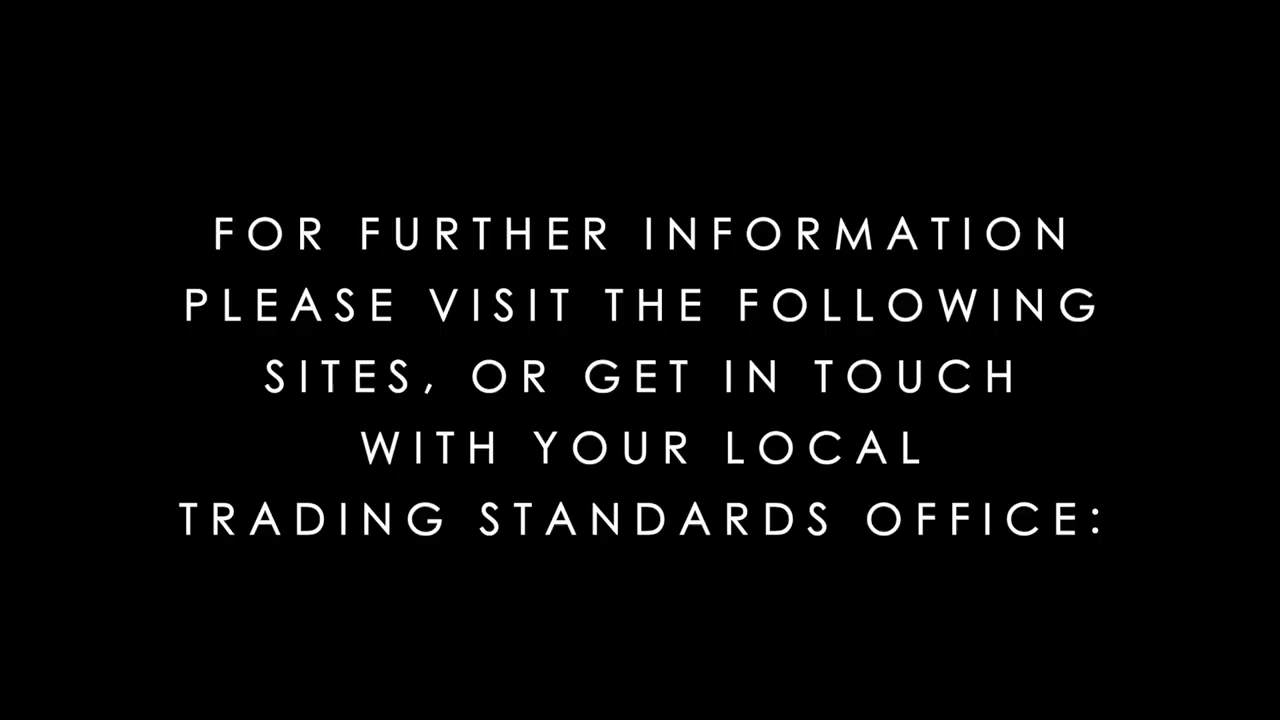 FOR FURTHER INFORMATION
PLEASE VISIT THE FOLLOWING
SITES, OR GET IN TOUCH
WITH YOUR LOCAL
TRADING STANDARDS OFFICE: